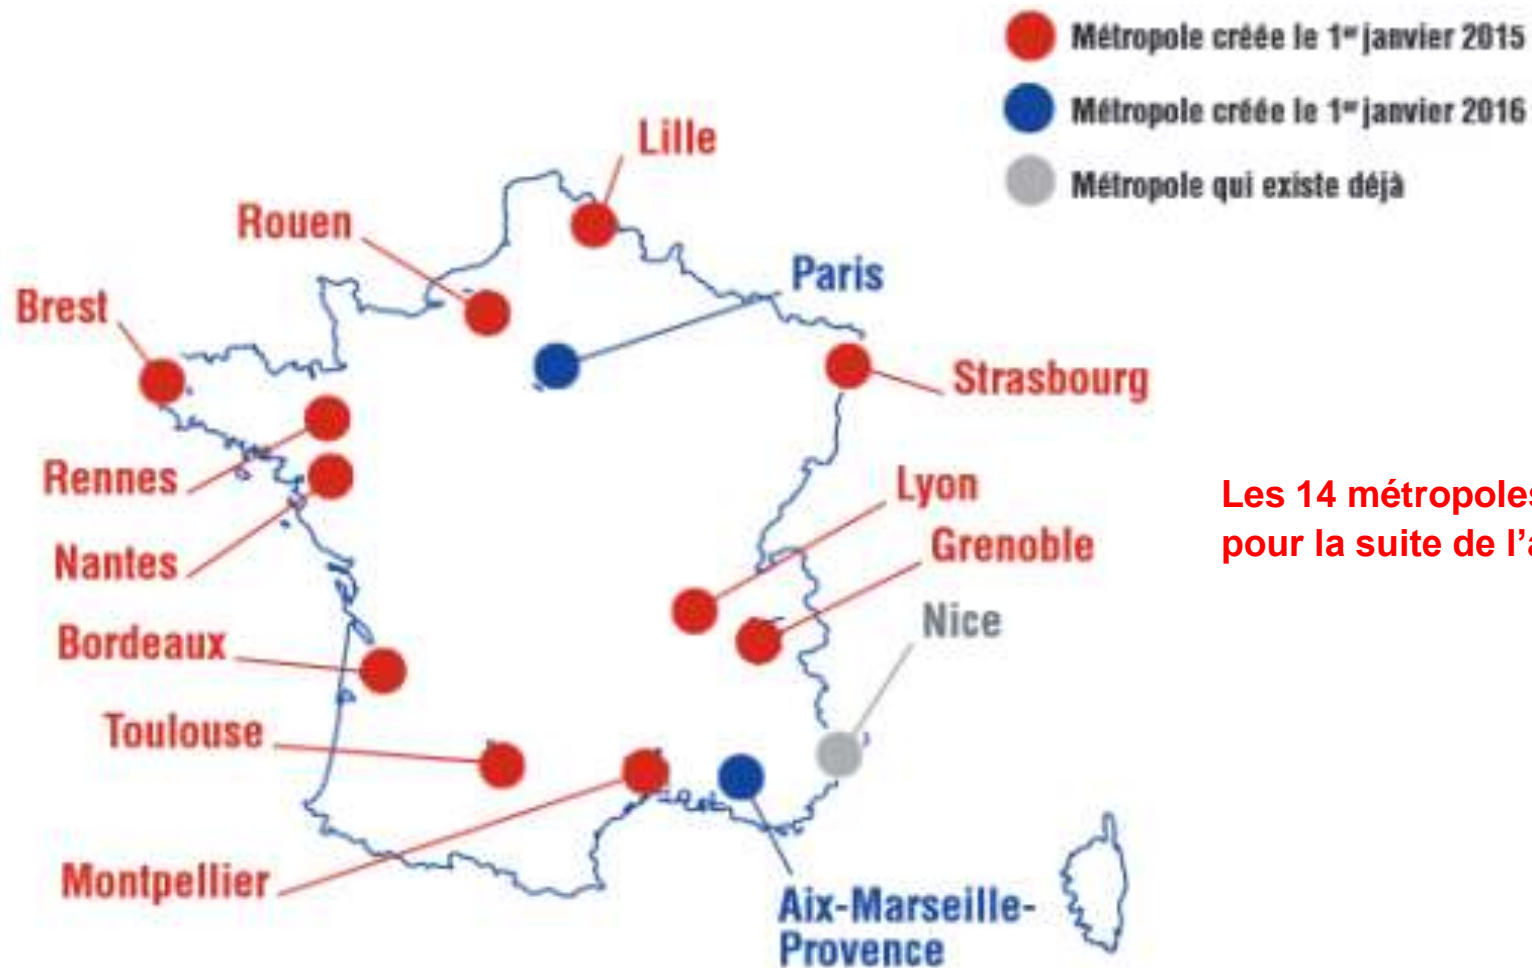 Métropole créée le 1er janvier 2015
Métropole créée le 1er janvier 2016
Métropole qui existe déjà
Lille
Rouen
Paris
Brest
Strasbourg
Rennes
Lyon
Les 14 métropoles
pour la suite de l’a
Grenoble
Nantes
Nice
Bordeaux
Toulouse
Montpellier
Aix-Marseille-
Provence